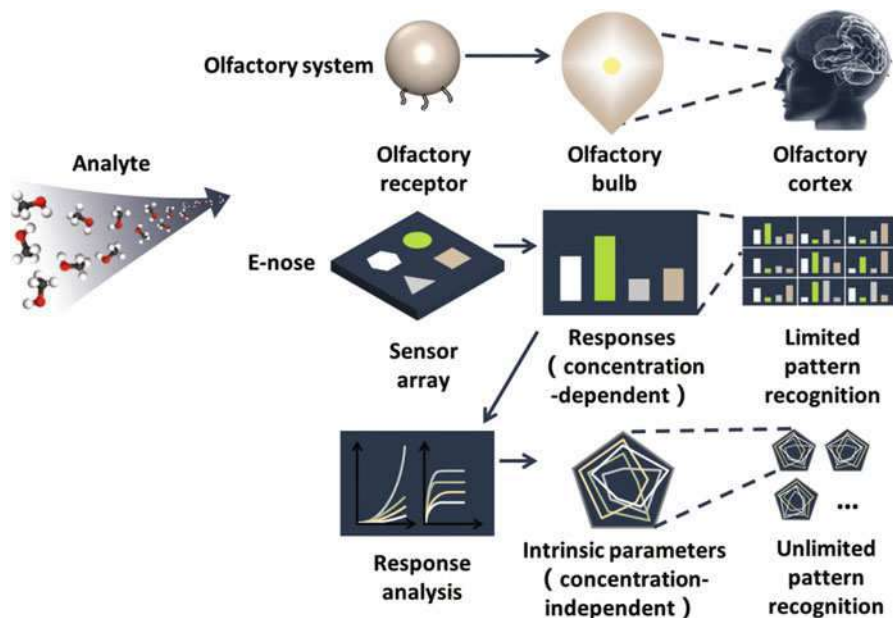 Olfactory system
Olfactory
receptor
Olfactory
bulb
Olfactory
cortex
Analyte
E-nose
Sensor
array
Responses
( concentration
-dependent )
Limited
pattern
recognition
Response
analysis
Intrinsic parameters
( concentration-
independent )
...
Unlimited
pattern
recognition